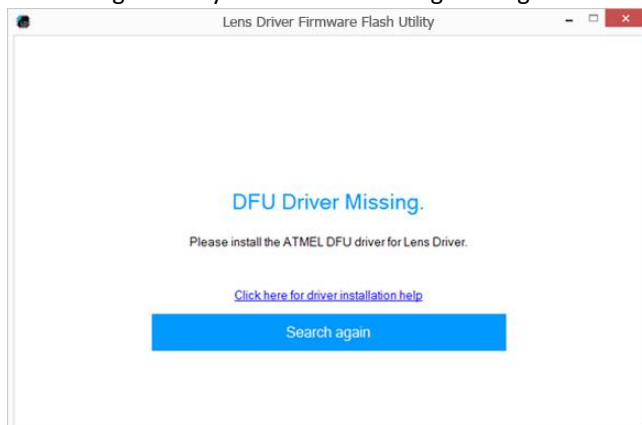 Lens Driver Firmware Flash Utility
DFU Driver Missing.
Please install the ATMEL DFU driver for Lens Driver.
Click here for driver installation help
Search again